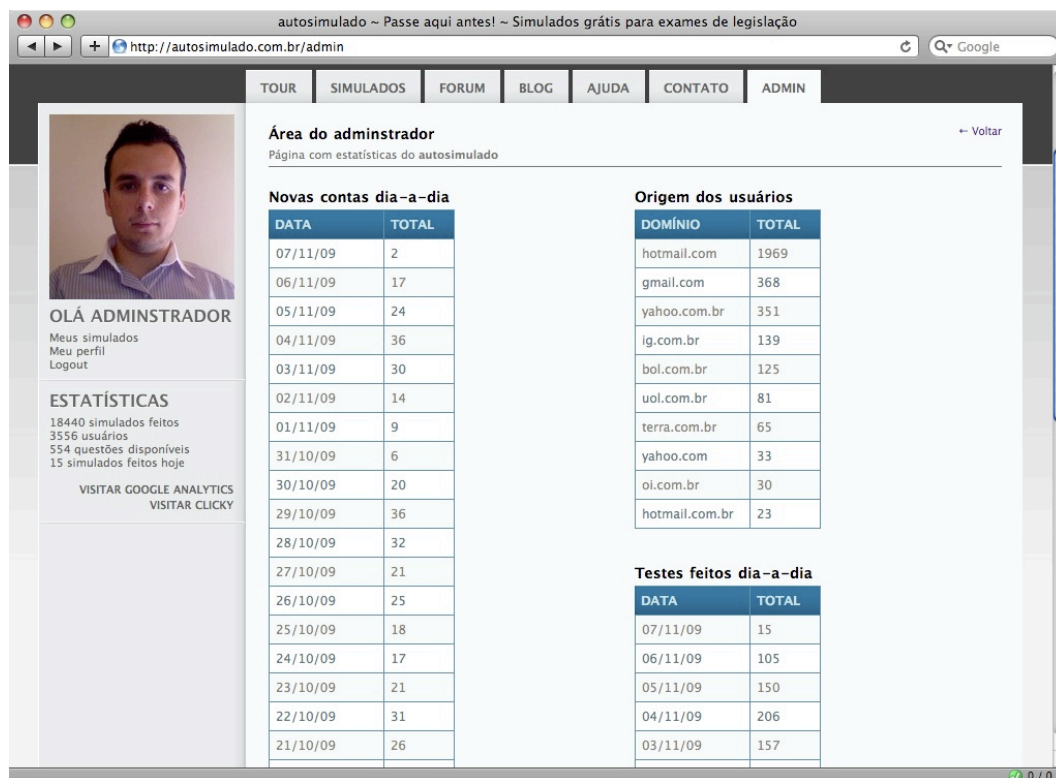 autosimulado ~ Passe aqui antes! ~ Simulados grátis para exames de legislação
http://autosimulado.com.br/admin
Google
TOUR SIMULADOS FORUM BLOG AJUDA CONTATO ADMIN
OLÁ ADMINSTRADOR
Meus simulados
Meu perfil
Logout
ESTATÍSTICAS
18440 simulados feitos
3556 usuários
554 questões disponíveis
15 simulados feitos hoje
VISITAR GOOGLE ANALYTICS
VISITAR CLICKY
Área do adminstrador
← Voltar
Página com estatísticas do autosimulado
Novas contas dia-a-dia
DATA TOTAL
07/11/09 2
06/11/09 17
05/11/09 24
04/11/09 36
03/11/09 30
02/11/09 14
01/11/09 9
31/10/09 6
30/10/09 20
29/10/09 36
28/10/09 32
27/10/09 21
26/10/09 25
25/10/09 18
24/10/09 17
23/10/09 21
22/10/09 31
21/10/09 26
Origem dos usuários
DOMÍNIO TOTAL
hotmail.com 1969
gmail.com 368
yahoo.com.br 351
ig.com.br 139
bol.com.br 125
uol.com.br 81
terra.com.br 65
yahoo.com 33
oi.com.br 30
hotmail.com.br 23
Testes feitos dia-a-dia
DATA TOTAL
07/11/09 15
06/11/09 105
05/11/09 150
04/11/09 206
03/11/09 157